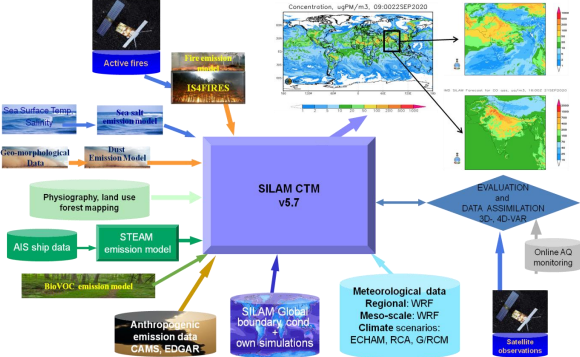 Concentration, ugPM/m3, 09:0022SEP2020
Active fires
Fire emission
model
IS4FIRES
Sea Surface Temp,
Salinity
Sea salt
emission model
Geo-morphological
Data
Dust
Emission Model
Physiography, land use
forest mapping
SILAM CTM
v5.7
AIS ship data
STEAM
emission model
BioVOC emission model
EVALUATION
and
DATA ASSIMILATION
3D-, 4D-VAR
Online AQ
monitoring
Anthropogenic
emission data
CAMS, EDGAR
SILAM Global
boundary, cond.
+
own simulations
Meteorological data
Regional: WRF
Meso-scale: WRF
Climate scenarios:
ECHAM, RCA, G/RCM
Satellite
observations